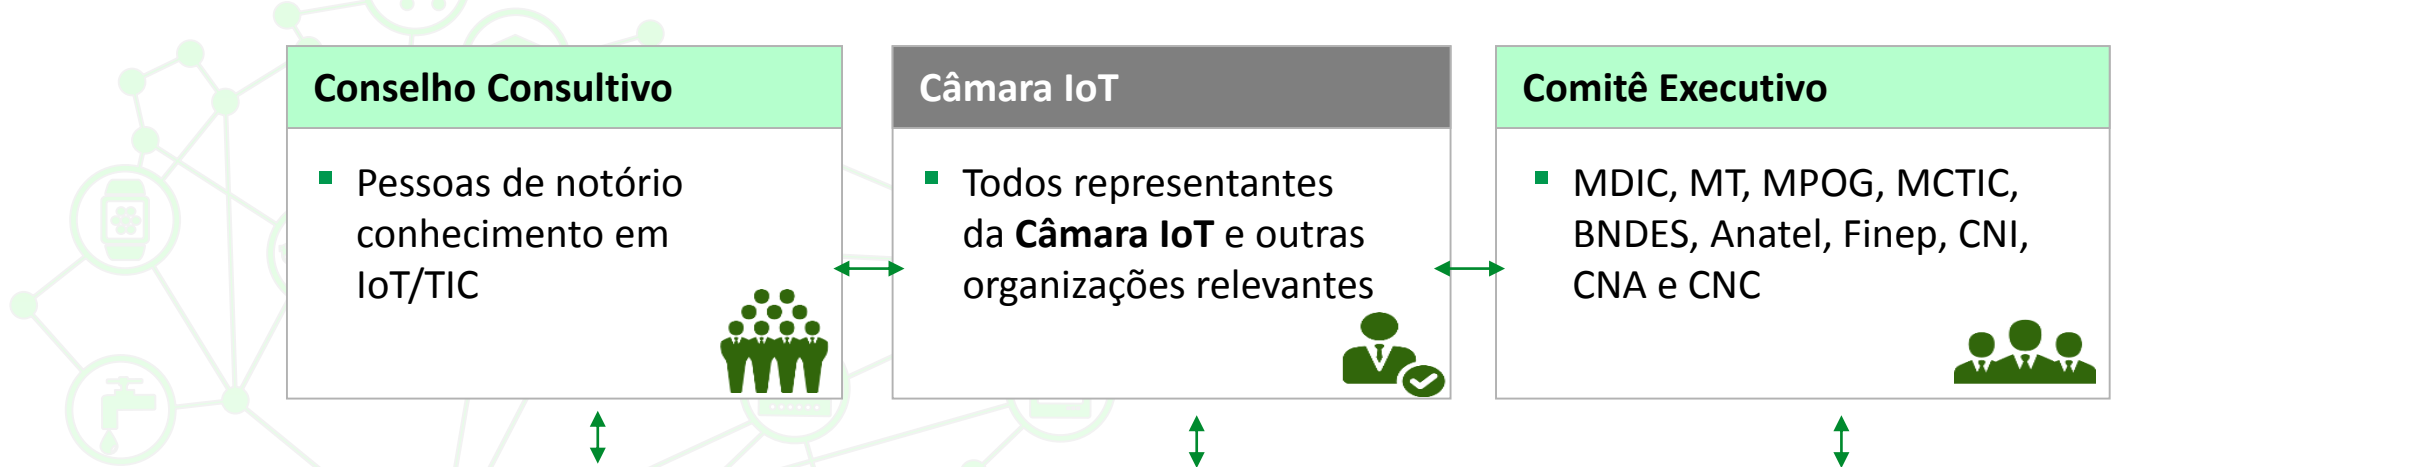 Conselho Consultivo
Pessoas de notório
conhecimento em
IoT/TIC
Câmara IoT
Todos representantes
da Câmara IoT e outras
organizações relevantes
Comitê Executivo
MDIC, MT, MPOG, MCTIC,
BNDES, Anatel, Finep, CNI,
CNA e CNC